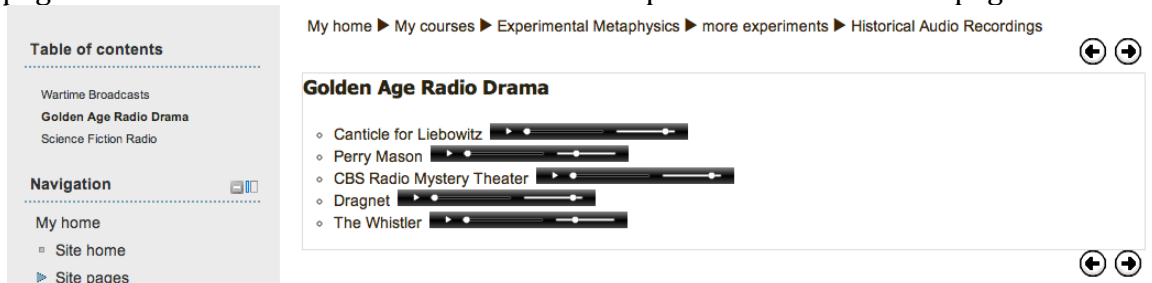 My home ▶ My courses ▶ Experimental Metaphysics ▶ more experiments ▶ Historical Audio Recordings
Table of contents
Wartime Broadcasts
Golden Age Radio Drama
Science Fiction Radio
Navigation
My home
Site home
Site pages
Golden Age Radio Drama
Canticle for Liebowitz
Perry Mason
CBS Radio Mystery Theater
Dragnet
The Whistler